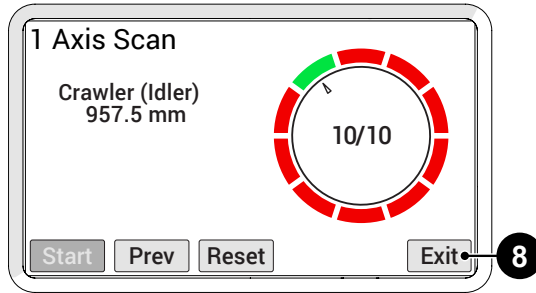 1 Axis Scan
Crawler (Idler)
957.5 mm
10/10
Start Prev Reset Exit 8